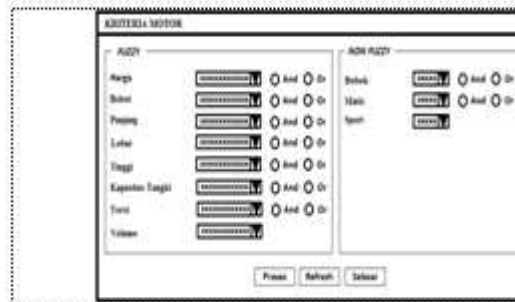 KRITERIA MOTOR
FUZZY
Harga And Or
Bobot And Or
Panjang And Or
Lebar And Or
Tinggi And Or
Kapasitas Tangki And Or
Torsi And Or
Volume
NON FUZZY
Bebek And Or
Matic And Or
Sport
Proses Refresh Selesai